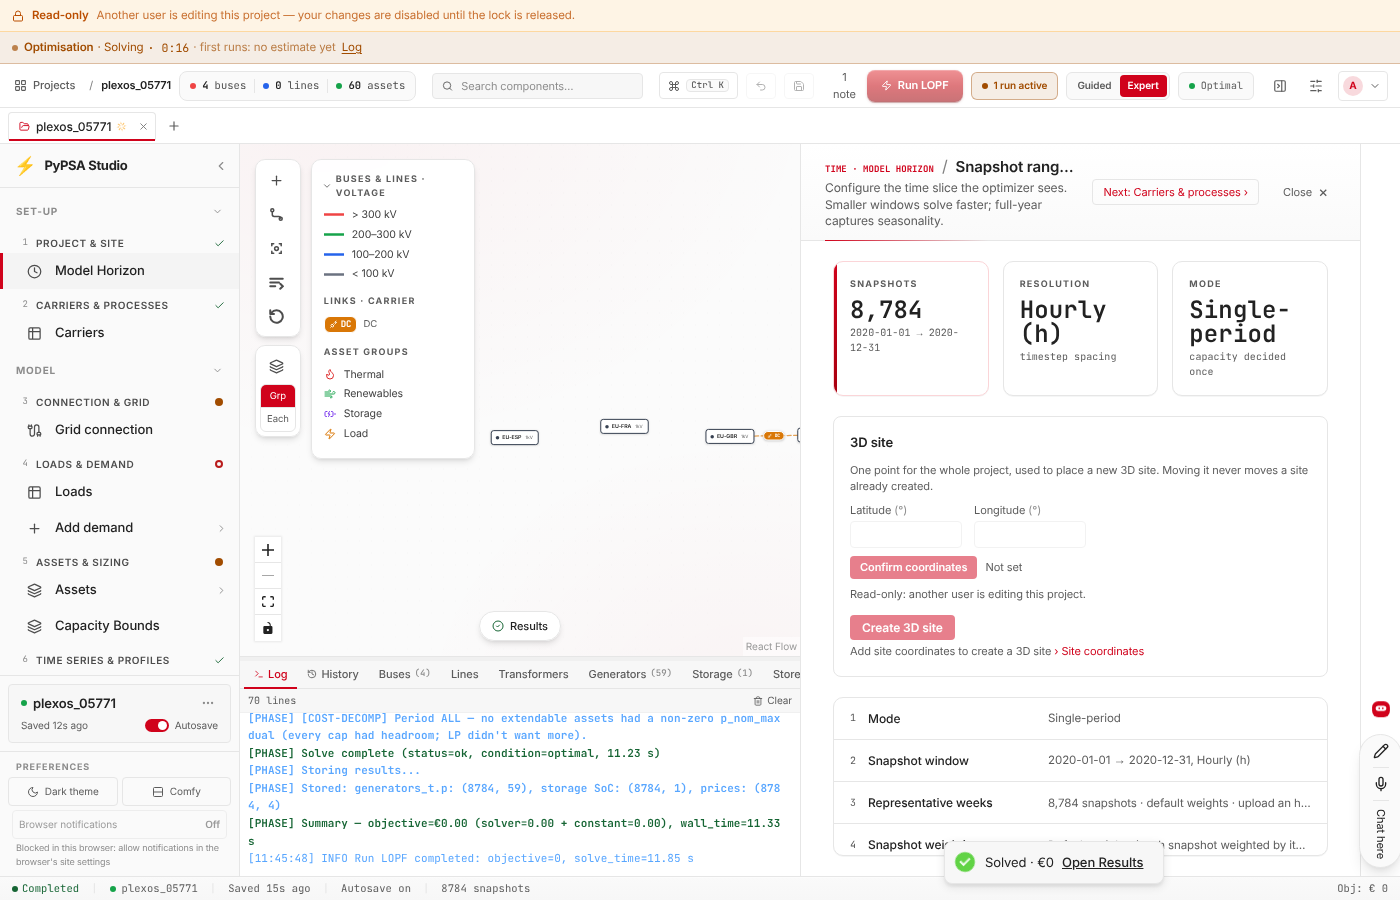 Read-only Another user is editing this project — your changes are disabled until the lock is released.
Optimisation · Solving · 0:16 · first runs: no estimate yet Log
Projects / plexos_05771
4 buses 0 lines 60 assets
Search components...
⌘ Ctrl K
1 note
Run LOPF
1 run active
Guided Expert
Optimal
A
plexos_05771
PyPSA Studio
SET-UP
1 PROJECT & SITE
Model Horizon
2 CARRIERS & PROCESSES
Carriers
MODEL
3 CONNECTION & GRID
Grid connection
4 LOADS & DEMAND
Loads
Add demand
5 ASSETS & SIZING
Assets
Capacity Bounds
6 TIME SERIES & PROFILES
plexos_05771
Saved 12s ago Autosave
PREFERENCES
Dark theme Comfy
Browser notifications Off
Blocked in this browser: allow notifications in the
browser's site settings
Grp
Each
BUSES & LINES ·
VOLTAGE
> 300 kV
200–300 kV
100–200 kV
< 100 kV
LINKS · CARRIER
DC DC
ASSET GROUPS
Thermal
Renewables
Storage
Load
EU-ESP
EU-FRA
EU-GBR
DC
Results
React Flow
Log History Buses (4) Lines Transformers Generators (59) Storage (1) Store
70 lines Clear
[PHASE] [COST-DECOMP] Period ALL — no extendable assets had a non-zero p_nom_max
dual (every cap had headroom; LP didn't want more).
[PHASE] Solve complete (status=ok, condition=optimal, 11.23 s)
[PHASE] Storing results...
[PHASE] Stored: generators_t.p: (8784, 59), storage SoC: (8784, 1), prices: (878
4, 4)
[PHASE] Summary — objective=€0.00 (solver=0.00 + constant=0.00), wall_time=11.33
s
[11:45:48] INFO Run LOPF completed: objective=0, solve_time=11.85 s
TIME · MODEL HORIZON / Snapshot rang...
Configure the time slice the optimizer sees.
Smaller windows solve faster; full-year
captures seasonality.
Next: Carriers & processes ›
Close ×
SNAPSHOTS
8,784
2020-01-01 → 2020-
12-31
RESOLUTION
Hourly
(h)
timestep spacing
MODE
Single-
period
capacity decided
once
3D site
One point for the whole project, used to place a new 3D site. Moving it never moves a site
already created.
Latitude (°) Longitude (°)
Confirm coordinates Not set
Read-only: another user is editing this project.
Create 3D site
Add site coordinates to create a 3D site › Site coordinates
1 Mode Single-period
2 Snapshot window 2020-01-01 → 2020-12-31, Hourly (h)
3 Representative weeks 8,784 snapshots · default weights · upload an h...
4 Snapshot snapshot weighted by it...
Solved · €0 Open Results
Chat here
Completed plexos_05771 Saved 15s ago Autosave on 8784 snapshots Obj: € 0